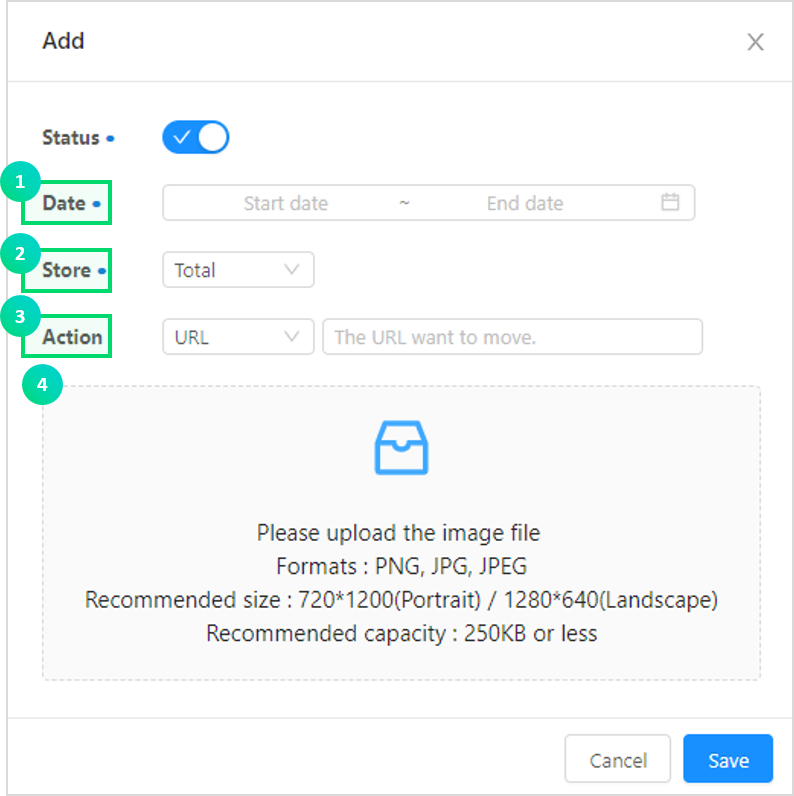 Add
Status
1
Date Start date ~ End date
2
Store Total
3
Action URL The URL want to move.
4
Please upload the image file
Formats : PNG, JPG, JPEG
Recommended size : 720*1200(Portrait) / 1280*640(Landscape)
Recommended capacity : 250KB or less
Cancel Save